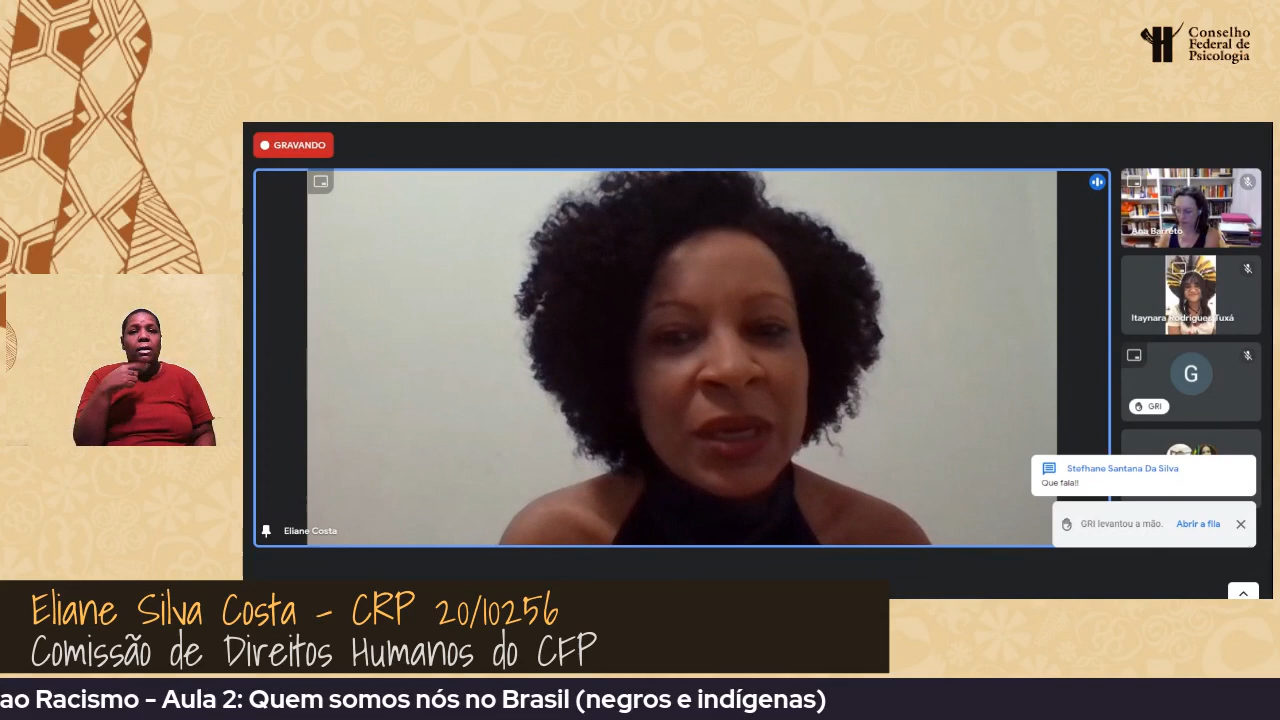 Conselho
Federal de
Psicologia
GRAVANDO
Ana Barreto
Itaynara Rodrigues Tuxá
G
GRI
Stefhane Santana Da Silva
Que fala!!
GRI levantou a mão. Abrir a fila
Eliane Costa
Eliane Silva Costa - CRP 20/10256
Comissão de Direitos Humanos do CFP
ao Racismo - Aula 2: Quem somos nós no Brasil (negros e indígenas)